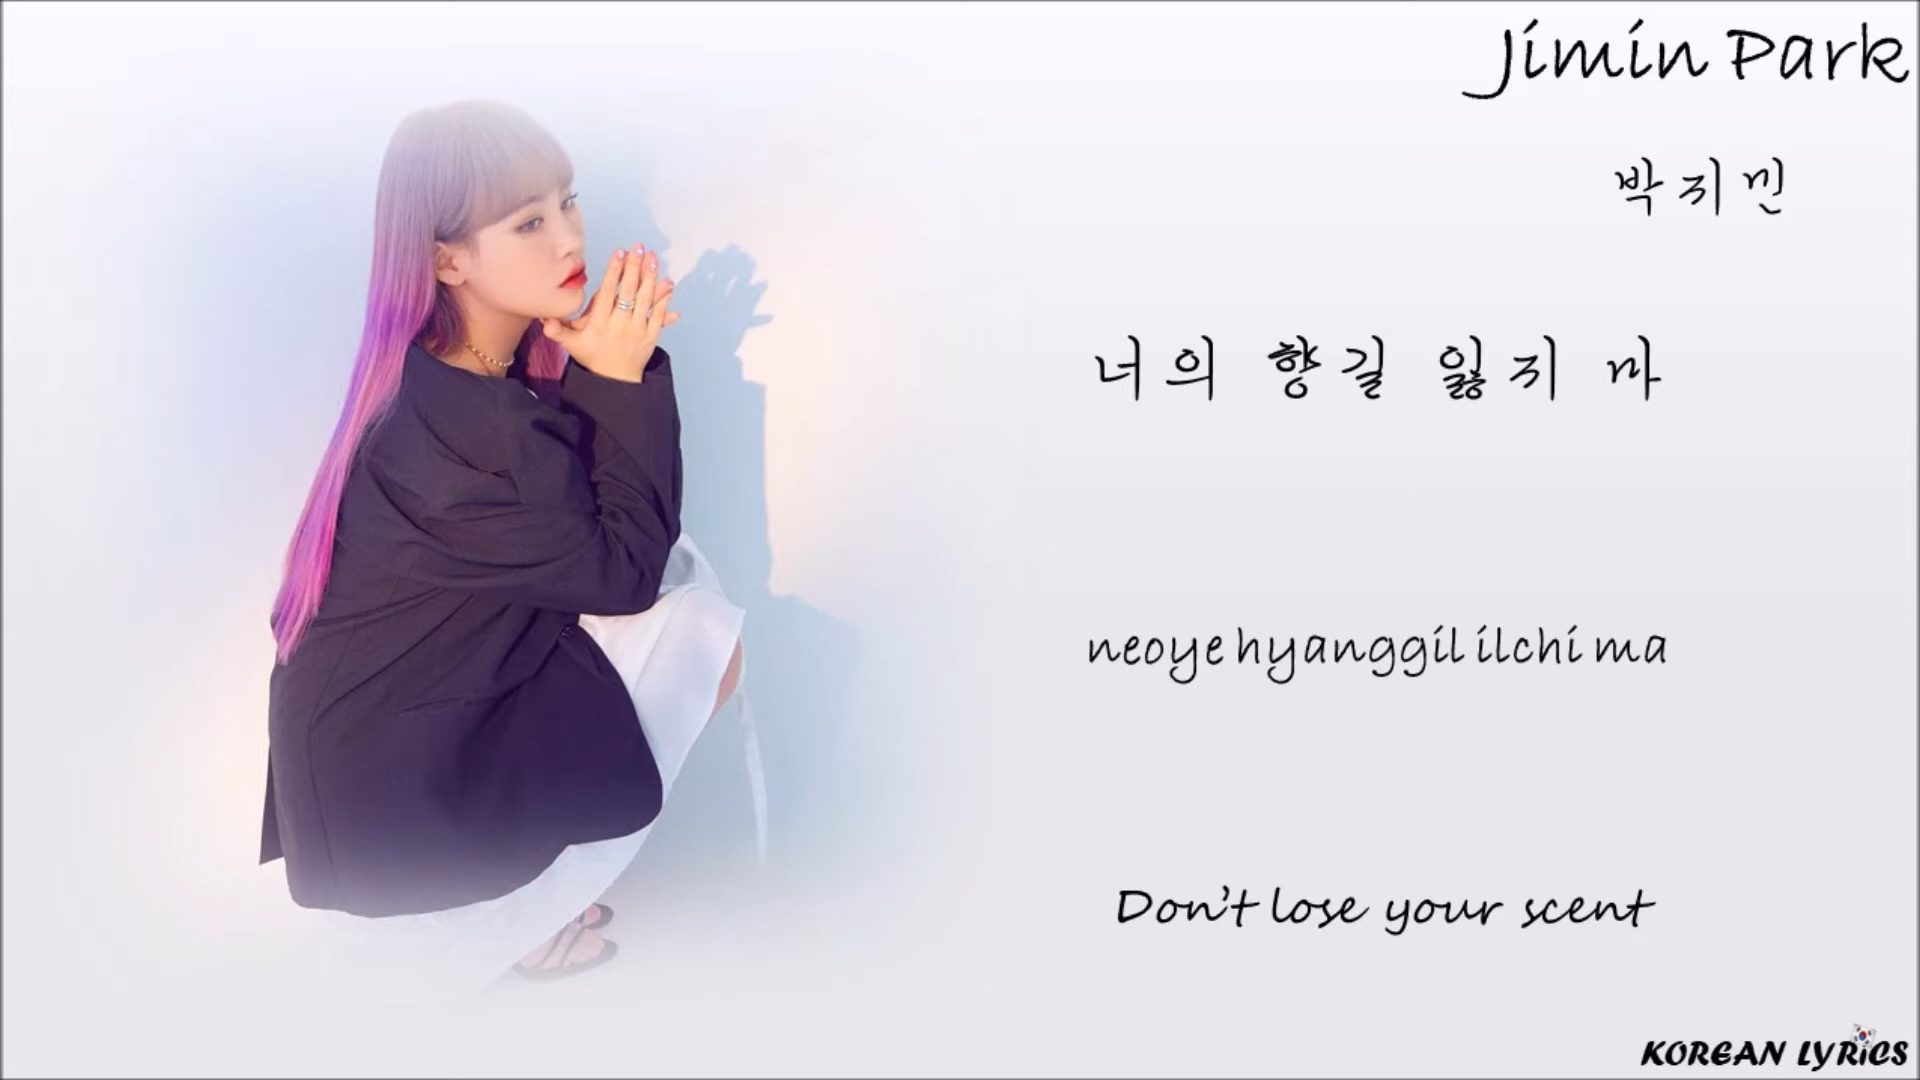 Jimin Park
박지민
너의 향길 잃지 마
neoye hyanggil ilchi ma
Don't lose your scent
KOREAN LYRICS